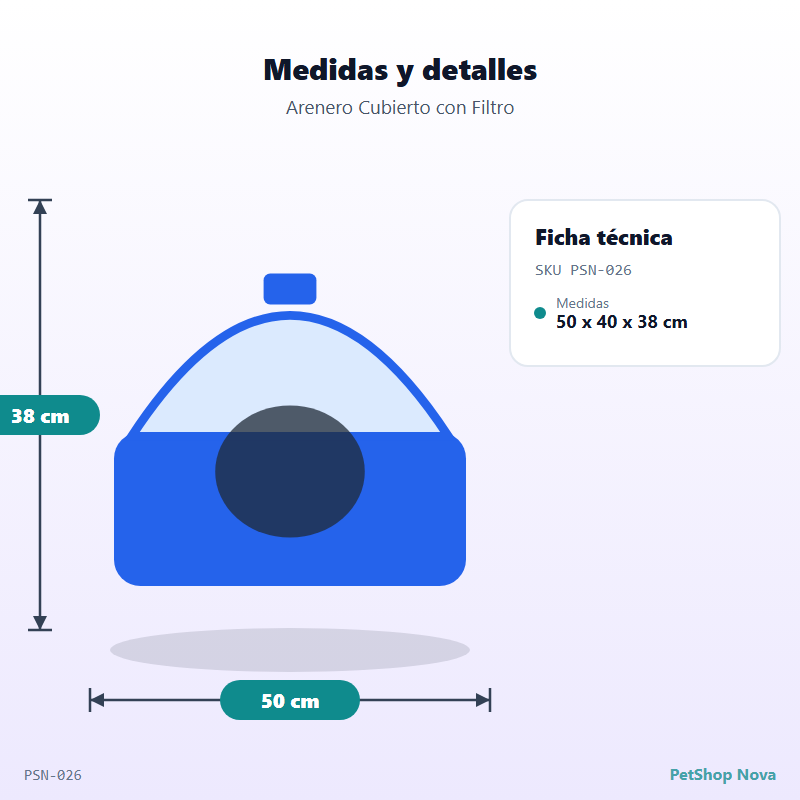 Medidas y detalles
Arenero Cubierto con Filtro
Ficha técnica
SKU PSN-026
Medidas
50 x 40 x 38 cm
38 cm
50 cm
PSN-026
PetShop Nova